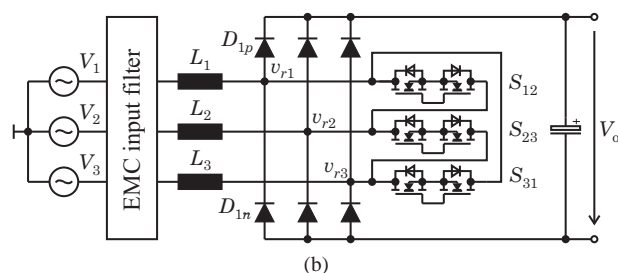 V1
V2
V3
EMC input filter
L1
L2
L3
D1p
D1n
vr1
vr2
vr3
S12
S23
S31
+
Vo
(b)